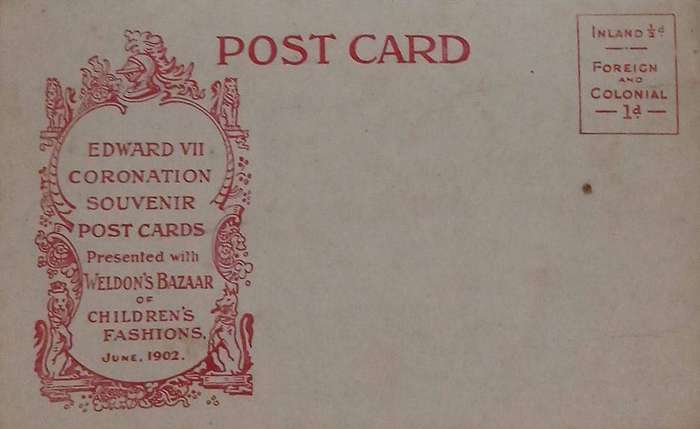 POST CARD
INLAND ½d
FOREIGN
AND
COLONIAL
— 1d —
EDWARD VII
CORONATION
SOUVENIR
POST CARDS
Presented with
WELDON'S BAZAAR
OF
CHILDREN'S
FASHIONS,
JUNE, 1902.